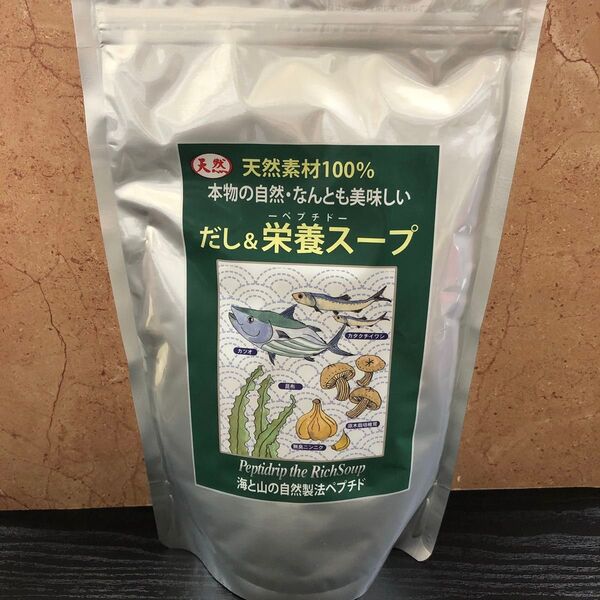 天然
天然素材100%
本物の自然・なんとも美味しい
―ペプチド―
だし&栄養スープ
カタクチイワシ
カツオ
昆布
原木栽培椎茸
無臭ニンニク
Peptidrip the RichSoup
海と山の自然製法ペプチド